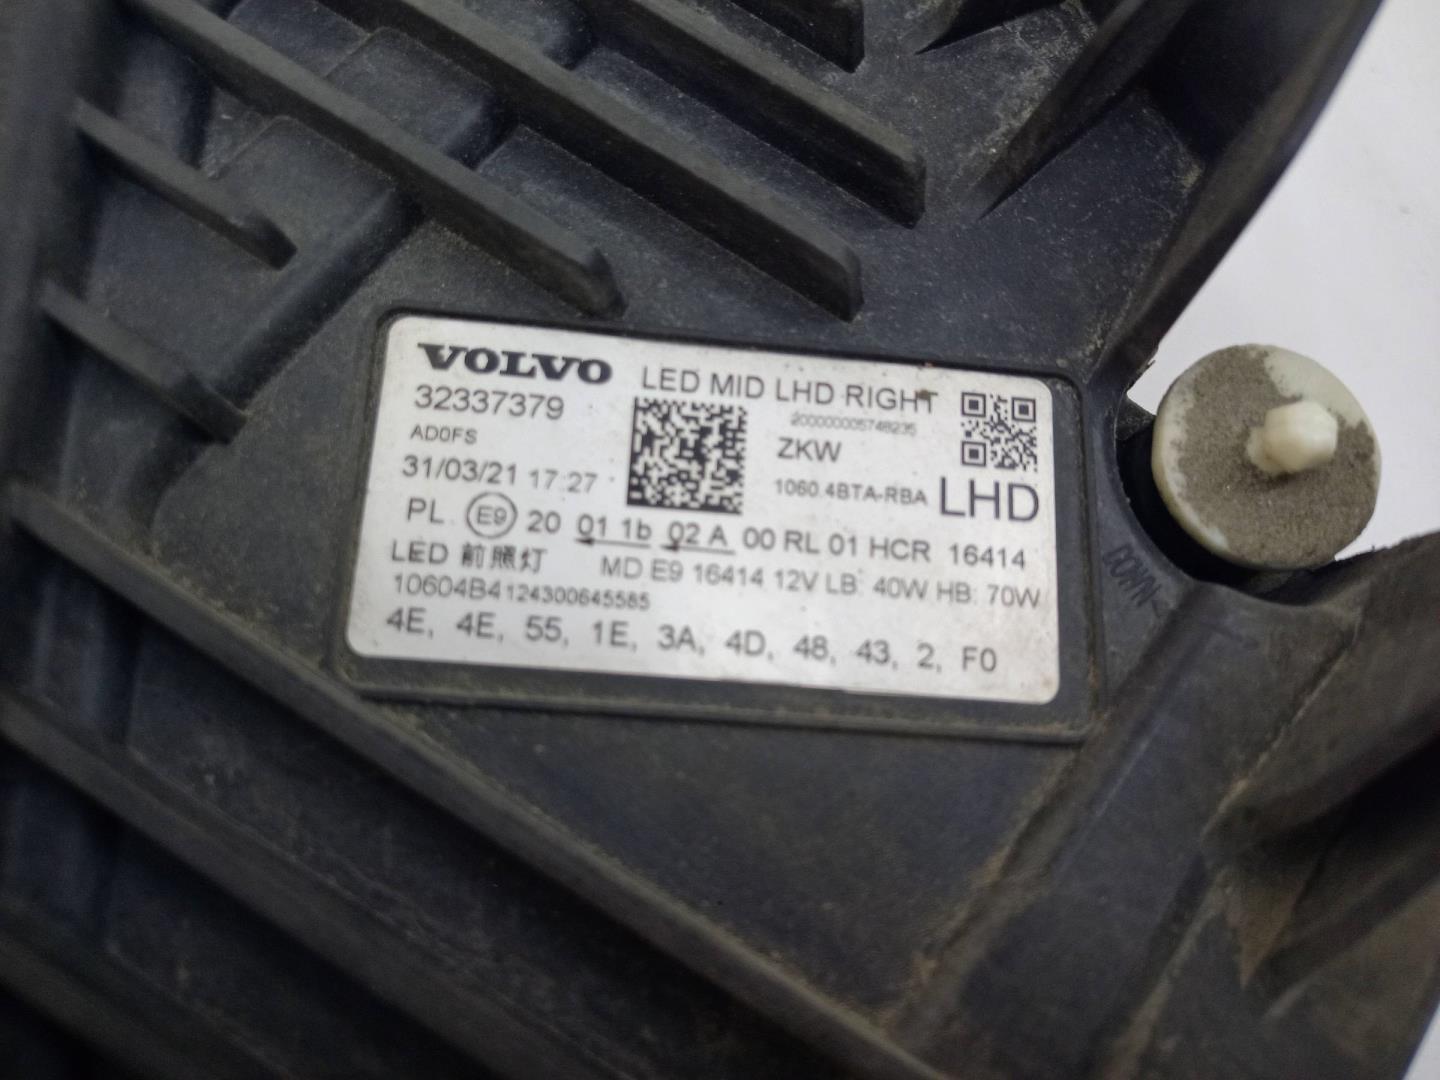 VOLVO LED MID LHD RIGHT
32337379
200000005748235
AD0FS
ZKW
31/03/21 17:27
1060.4BTA-RBA LHD
PL E9 20 01 1b 02 A 00 RL 01 HCR 16414
LED 前照灯 MD E9 16414 12V LB: 40W HB: 70W
10604B4124300645585
4E, 4E, 55, 1E, 3A, 4D, 48, 43, 2, F0
DOWN